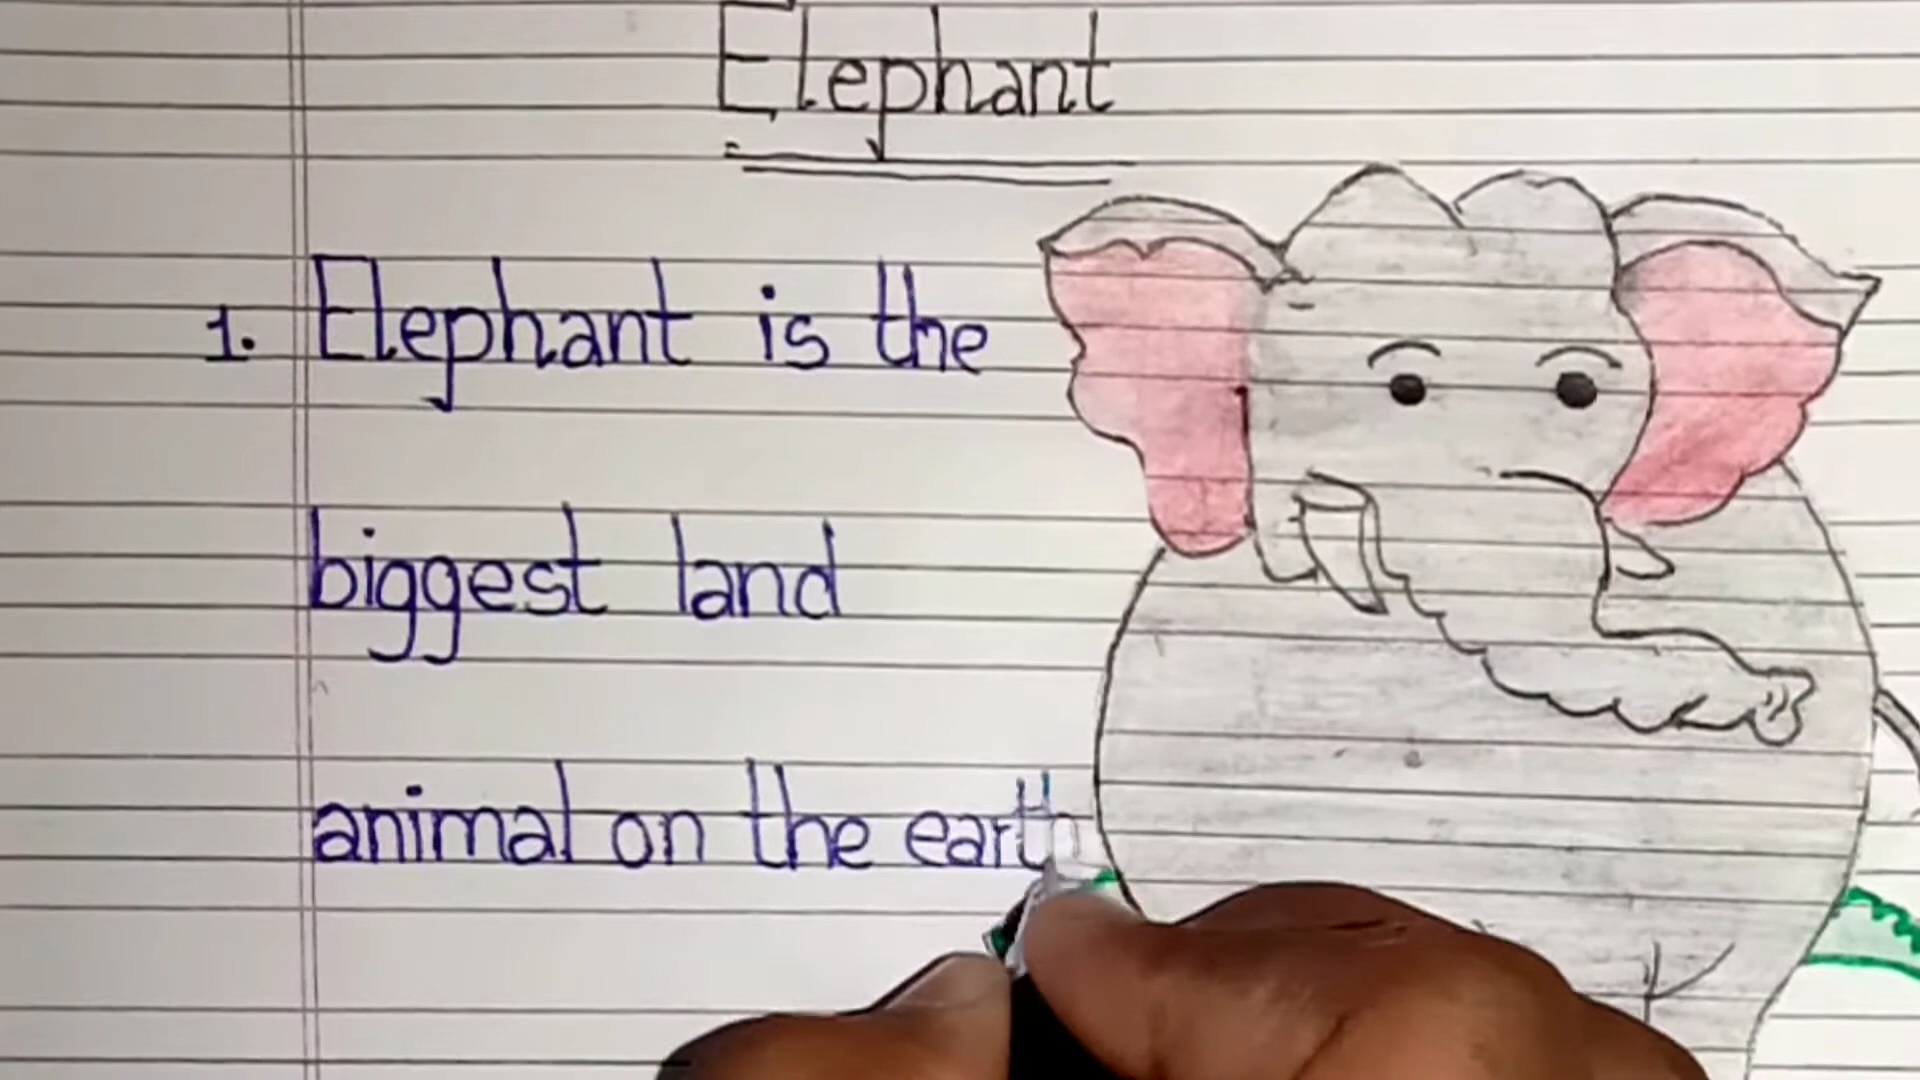 Elephant
1. Elephant is the
biggest land
animal on the earth